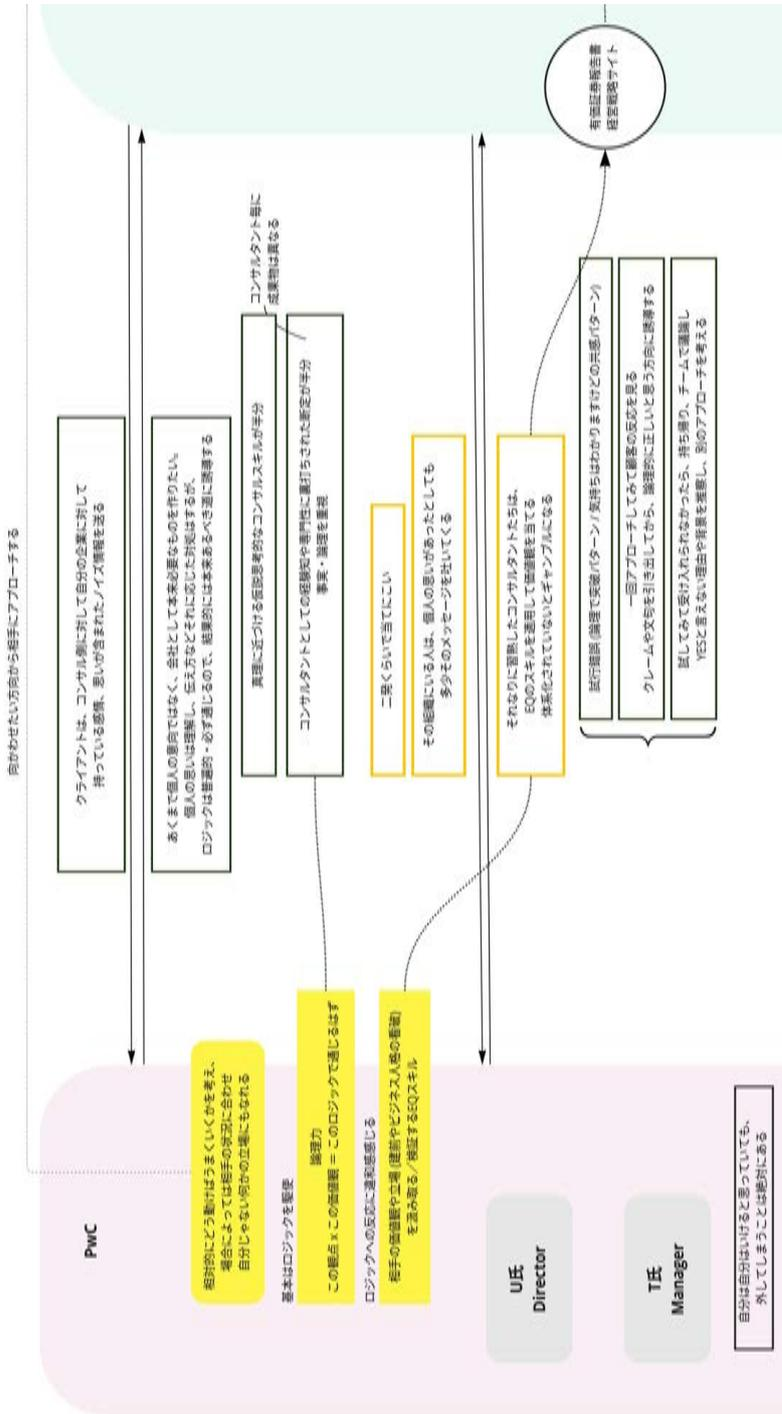 向かわせたい方向から相手にアプローチする
PwC
相対的にどう動けばうまくいくかを考え、
場合によっては相手の状況に合わせ
自分じゃない何かの立場にもなれる
基本はロジックを駆使
論理力
この観点 x この価値観 = このロジックで通じるはず
ロジックへの反応に違和感感じる
相手の価値観や立場 (建前やビジネス人格の看破)
を汲み取る/検証するEQスキル
U氏
Director
T氏
Manager
自分は自分はいけると思っていても、
外してしまうことは絶対にある
クライアントは、コンサル側に対して自分の企業に対して
持っている感情、思いが含まれたノイズ情報を送る
あくまで個人の意向ではなく、会社として本来必要なものを作りたい。
個人の思いは理解し、伝え方などそれに応じた対処はするが、
ロジックは普遍的・必ず通じるので、結果的には本来あるべき道に誘導する
真理に近づける仮説思考的なコンサルスキルが半分
コンサルタントとしての経験知や専門性に裏打ちされた断定が半分
事実・論理を重視
コンサルタント毎に
成果物は異なる
二発くらいで当てにこい
その組織にいる人は、個人の思いがあったとしても
多少そのメッセージを吐いてくる
それなりに習熟したコンサルタントたちは、
EQのスキルを適用して価値観を当てる
体系化されていないとギャンブルになる
試行錯誤 (論理で突破パターン / 気持ちはわかりますけどの共感パターン)
一回アプローチしてみて顧客の反応を見る
クレームや文句を引き出してから、論理的に正しいと思う方向に誘導する
試してみて受け入れられなかったら、持ち帰り、チームで議論し
YESと言えない理由や背景を推察し、別のアプローチを考える
有価証券報告書
経営戦略サイト